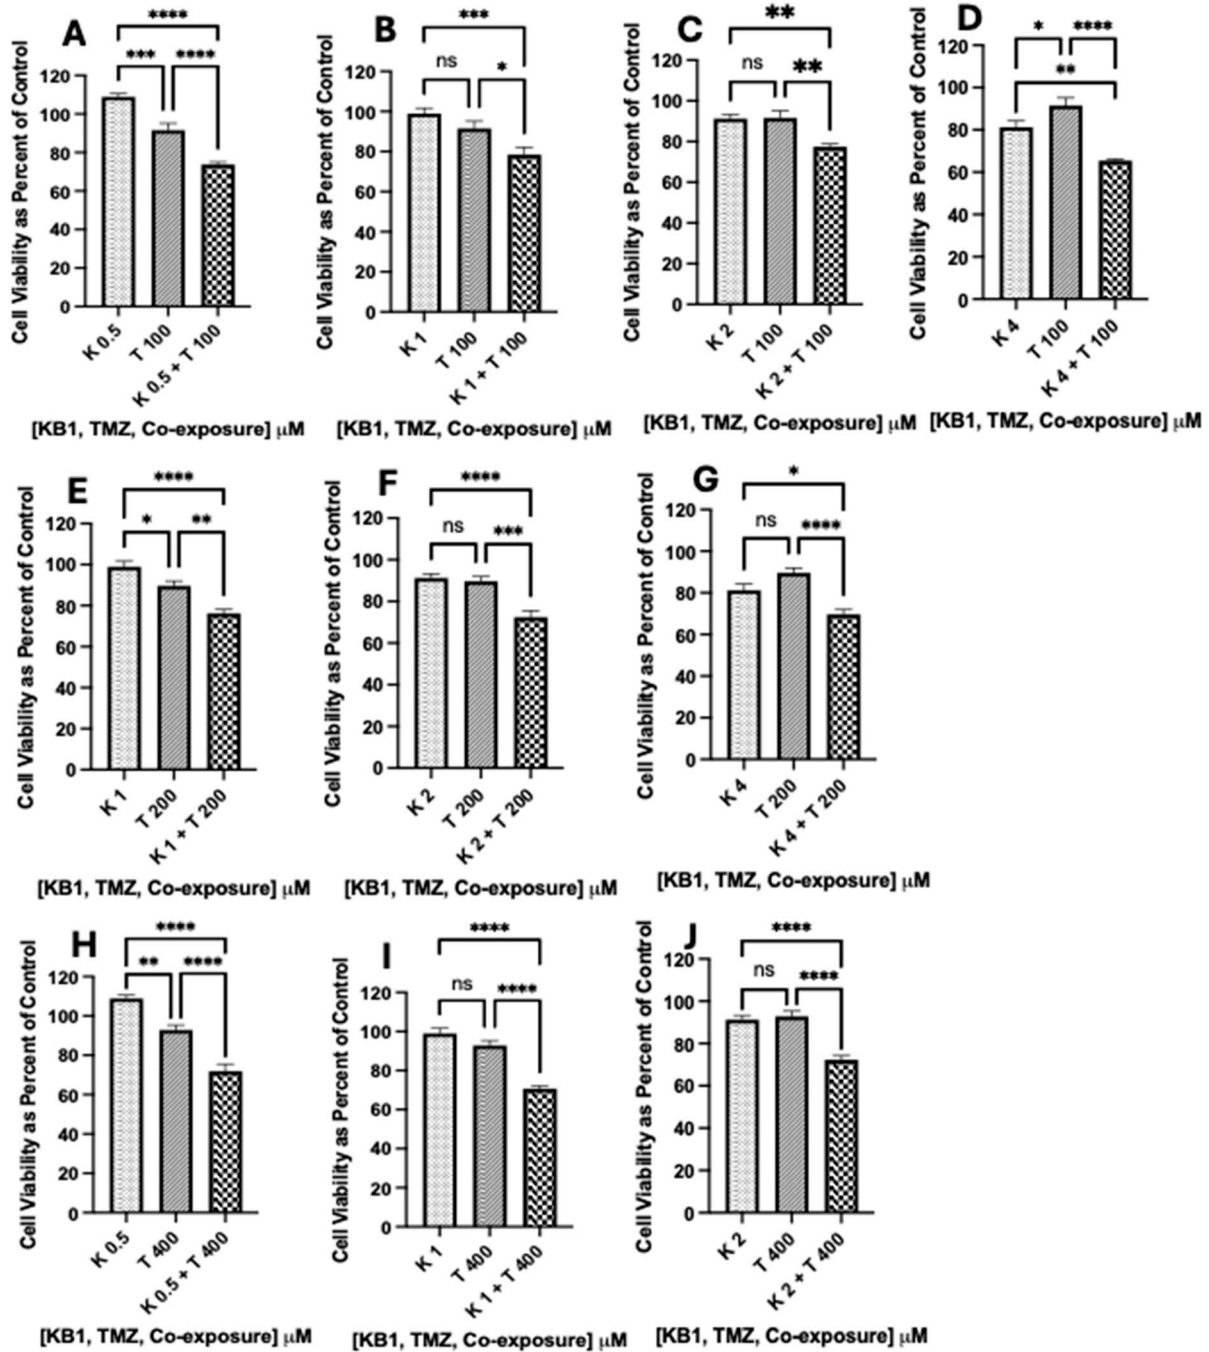 A
Cell Viability as Percent of Control
120
100
80
60
40
20
0
****
*** ****
K 0.5
T 100
K 0.5 + T 100
[KB1, TMZ, Co-exposure] μM
B
Cell Viability as Percent of Control
120
100
80
60
40
20
0
***
ns *
K 1
T 100
K 1 + T 100
[KB1, TMZ, Co-exposure] μM
C
Cell Viability as Percent of Control
120
100
80
60
40
20
0
**
ns **
K 2
T 100
K 2 + T 100
[KB1, TMZ, Co-exposure] μM
D
Cell Viability as Percent of Control
120
100
80
60
40
20
0
* ****
**
K 4
T 100
K 4 + T 100
[KB1, TMZ, Co-exposure] μM
E
Cell Viability as Percent of Control
120
100
80
60
40
20
0
****
* **
K 1
T 200
K 1 + T 200
[KB1, TMZ, Co-exposure] μM
F
Cell Viability as Percent of Control
120
100
80
60
40
20
0
****
ns ***
K 2
T 200
K 2 + T 200
[KB1, TMZ, Co-exposure] μM
G
Cell Viability as Percent of Control
120
100
80
60
40
20
0
*
ns ****
K 4
T 200
K 4 + T 200
[KB1, TMZ, Co-exposure] μM
H
Cell Viability as Percent of Control
120
100
80
60
40
20
0
****
** ****
K 0.5
T 400
K 0.5 + T 400
[KB1, TMZ, Co-exposure] μM
I
Cell Viability as Percent of Control
120
100
80
60
40
20
0
****
ns ****
K 1
T 400
K 1 + T 400
[KB1, TMZ, Co-exposure] μM
J
Cell Viability as Percent of Control
120
100
80
60
40
20
0
****
ns ****
K 2
T 400
K 2 + T 400
[KB1, TMZ, Co-exposure] μM